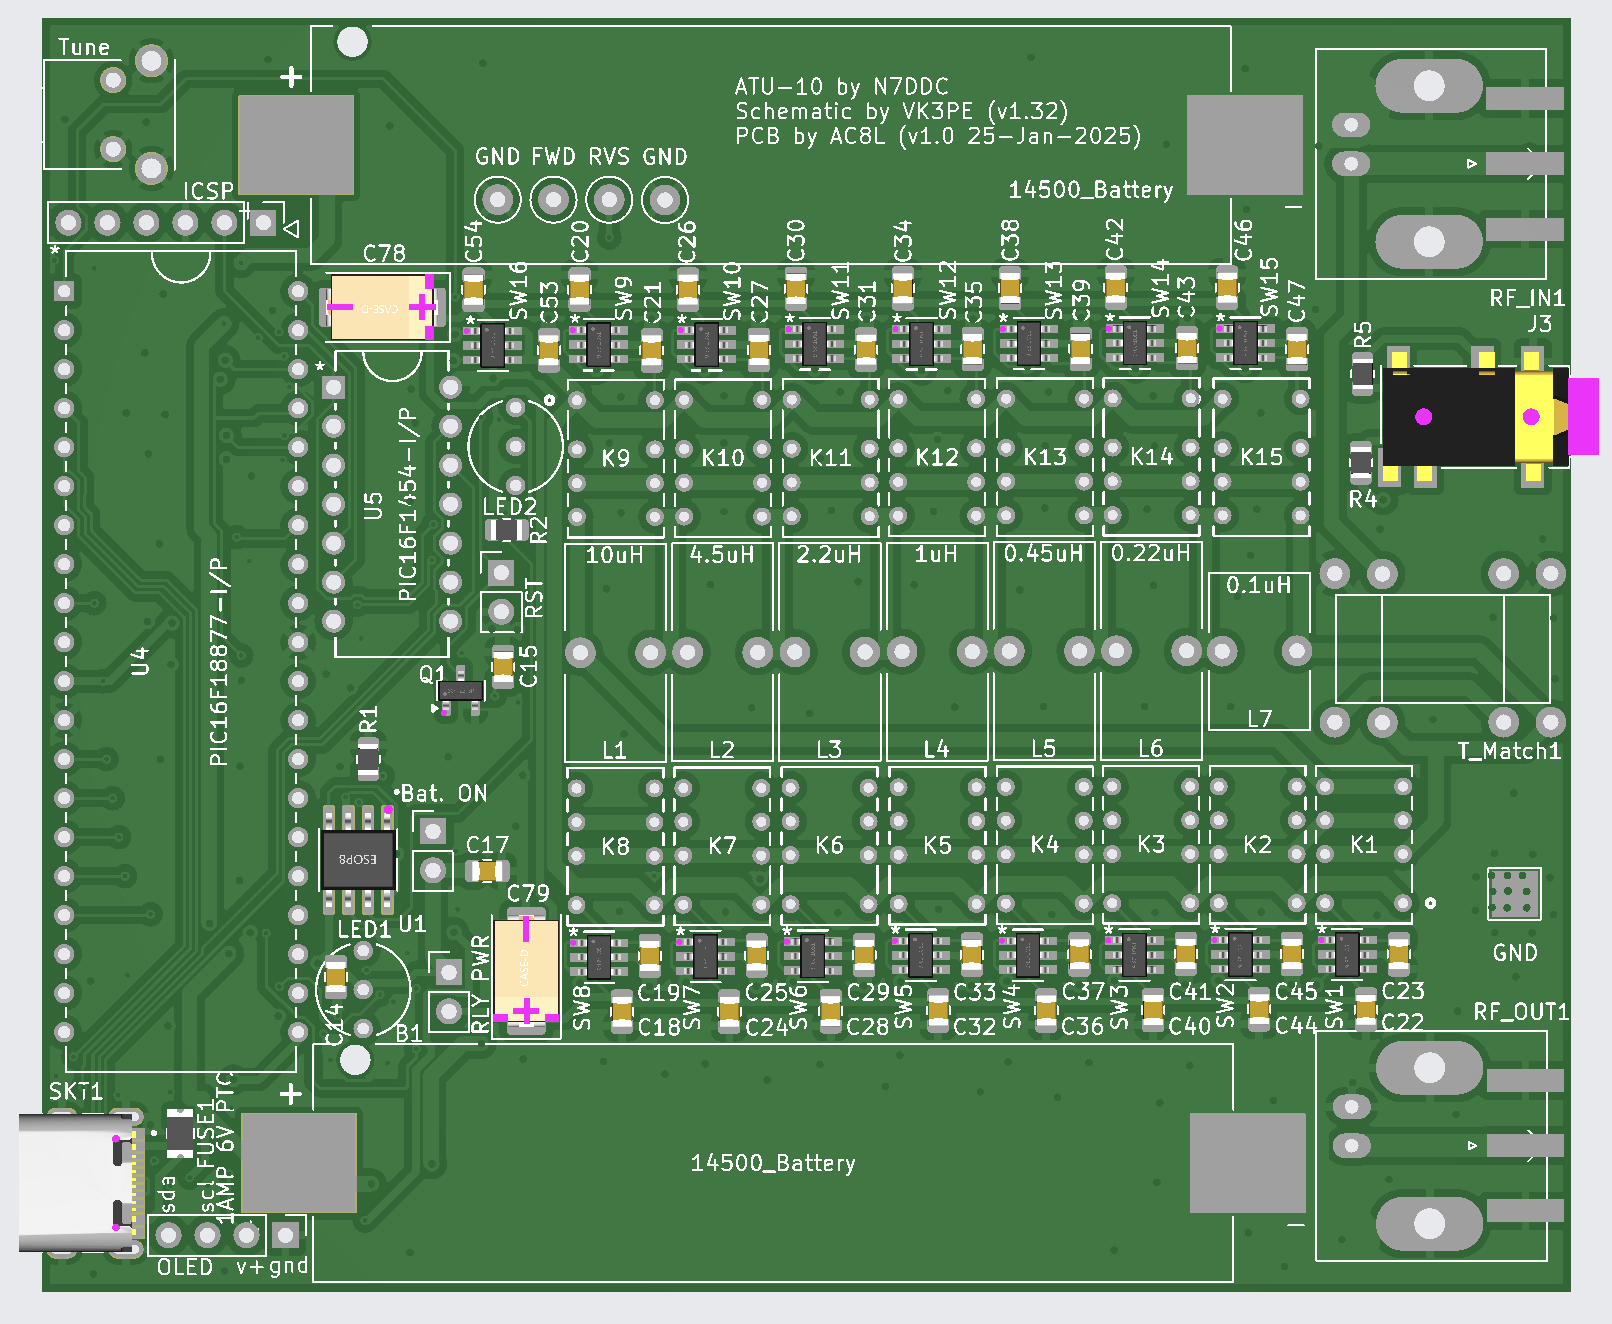 Tune
+
ATU-10 by N7DDC
Schematic by VK3PE (v1.32)
PCB by AC8L (v1.0 25-Jan-2025)
GND FWD RVS GND
14500_Battery
ICSP
*
C78
CASE-D
C54 C20 C26 C30 C34 C38 C42 C46
SW16 SW9 SW10 SW11 SW12 SW13 SW14 SW15
C53 C21 C27 C31 C35 C39 C43 C47
RF_IN1
J3
R5
R4
K9 K10 K11 K12 K13 K14 K15
U5
PIC16F1454-I/P
LED2
R2
RST
10uH 4.5uH 2.2uH 1uH 0.45uH 0.22uH 0.1uH
U4
PIC16F18877-I/P
Q1
C15
R1
L1 L2 L3 L4 L5 L6 L7
T_Match1
Bat. ON
K8 K7 K6 K5 K4 K3 K2 K1
ESOP8
C17
C79
CASE-D
U1
LED1
C14
B1
RLY PWR
GND
SW8 SW7 SW6 SW5 SW4 SW3 SW2 SW1
C19 C25 C29 C33 C37 C41 C45 C23
C18 C24 C28 C32 C36 C40 C44 C22
RF_OUT1
SKT1
+
FUSE1
1AMP 6V PTC
14500_Battery
sda
scl
OLED v+ gnd